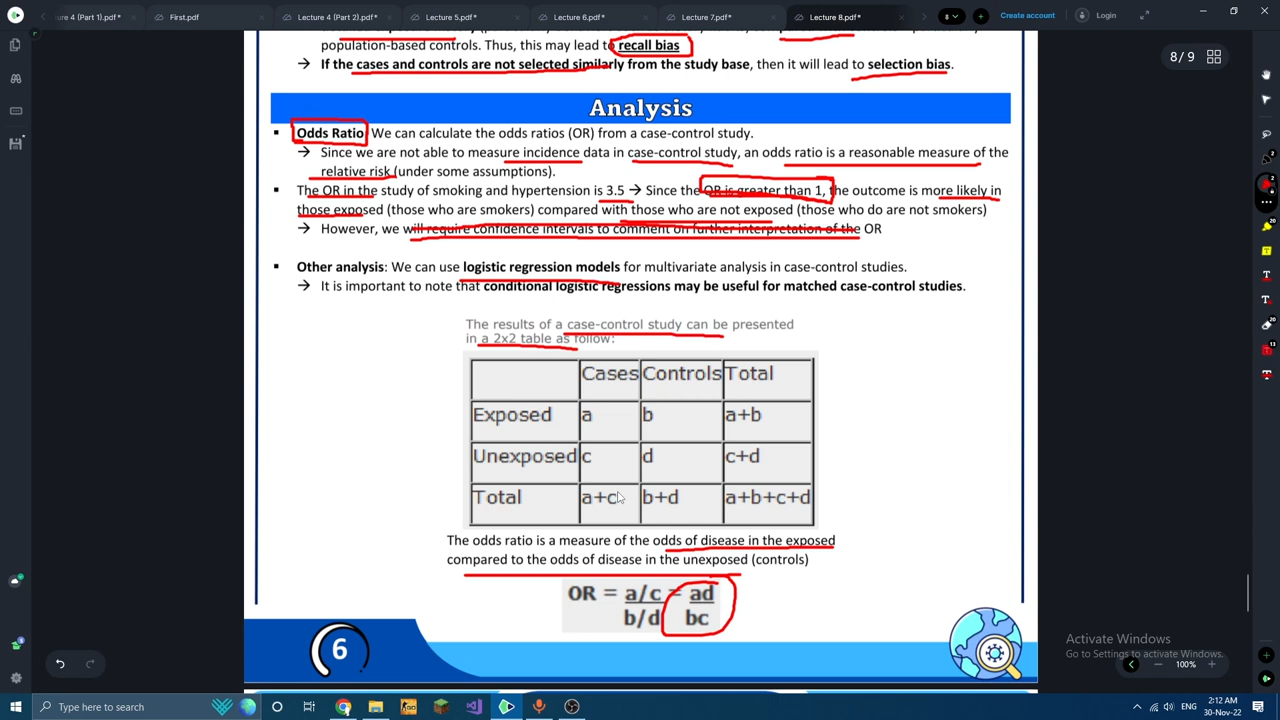 ure 4 (Part 1).pdf*
First.pdf
Lecture 4 (Part 2).pdf*
Lecture 5.pdf*
Lecture 6.pdf*
Lecture 7.pdf*
Lecture 8.pdf*
8
Create account
Login
population-based controls. Thus, this may lead to recall bias
→ If the cases and controls are not selected similarly from the study base, then it will lead to selection bias.
8 / 9
Analysis
▪ Odds Ratio: We can calculate the odds ratios (OR) from a case-control study.
→ Since we are not able to measure incidence data in case-control study, an odds ratio is a reasonable measure of the
relative risk (under some assumptions).
▪ The OR in the study of smoking and hypertension is 3.5 → Since the OR is greater than 1, the outcome is more likely in
those exposed (those who are smokers) compared with those who are not exposed (those who do are not smokers)
→ However, we will require confidence intervals to comment on further interpretation of the OR
▪ Other analysis: We can use logistic regression models for multivariate analysis in case-control studies.
→ It is important to note that conditional logistic regressions may be useful for matched case-control studies.
The results of a case-control study can be presented
in a 2x2 table as follow:
Cases Controls Total
Exposed a b a+b
Unexposed c d c+d
Total a+c b+d a+b+c+d
The odds ratio is a measure of the odds of disease in the exposed
compared to the odds of disease in the unexposed (controls)
OR = a/c = ad
b/d bc
6
Activate Windows
Go to Settings to activate Windows.
100%
Type here to search
2:12 AM
30-Nov-22